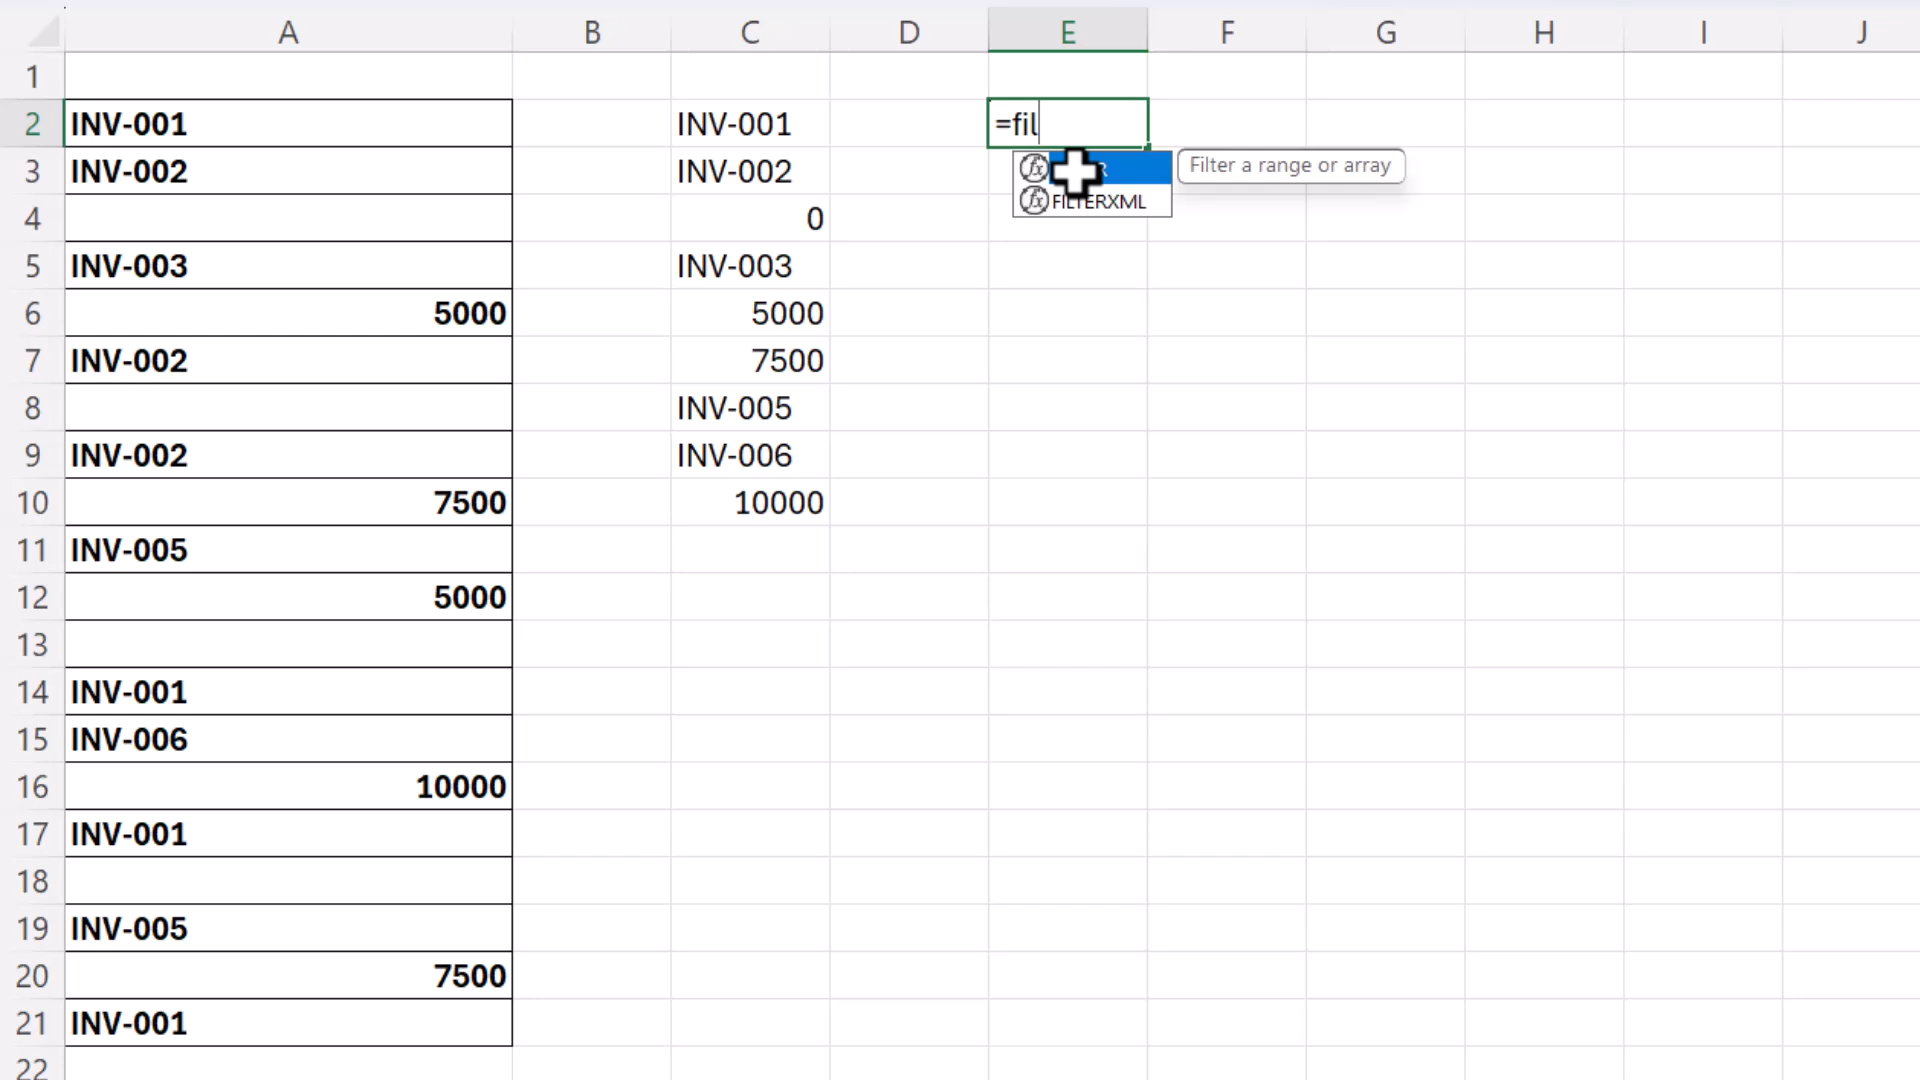 A B C D E F G H I J
1
2 INV-001 INV-001 =fil
3 INV-002 INV-002 Filter a range or array
4 0 FILTERXML
5 INV-003 INV-003
6 5000 5000
7 INV-002 7500
8 INV-005
9 INV-002 INV-006
10 7500 10000
11 INV-005
12 5000
13
14 INV-001
15 INV-006
16 10000
17 INV-001
18
19 INV-005
20 7500
21 INV-001
22